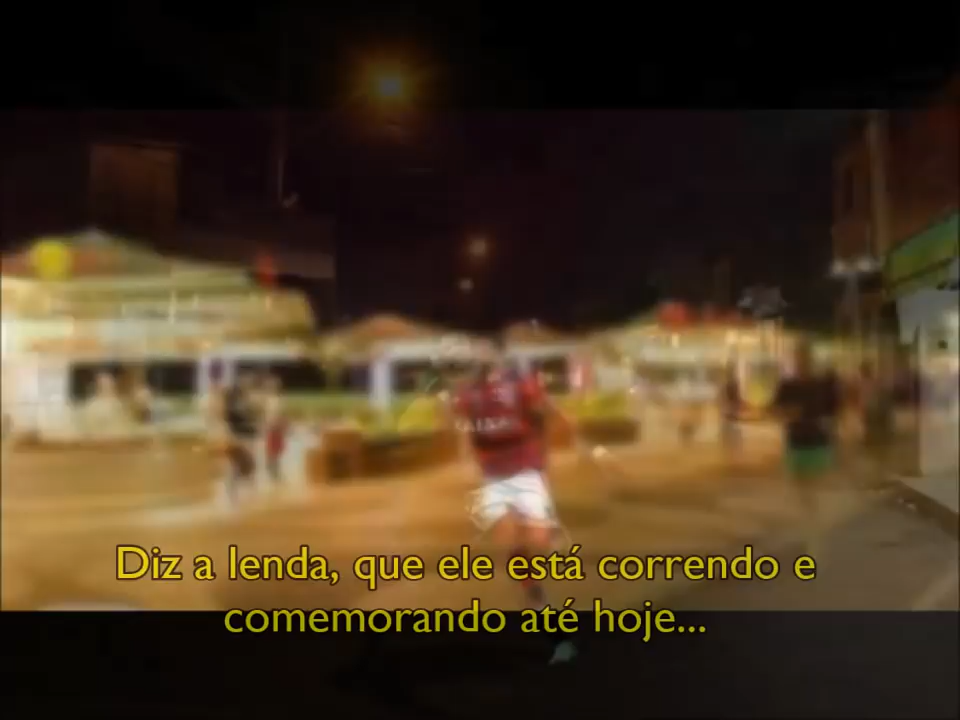 Diz a lenda, que ele está correndo e
comemorando até hoje...